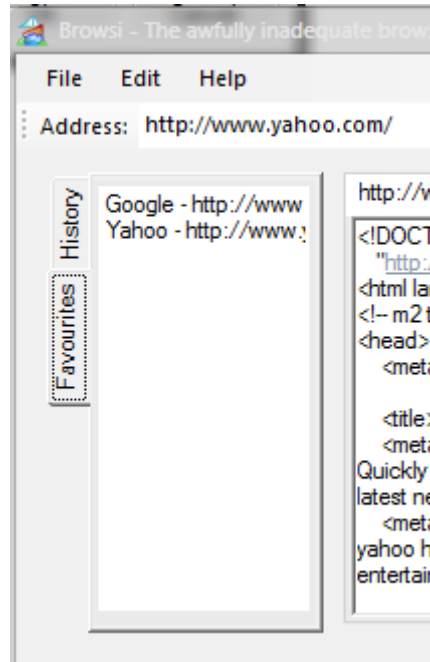 Browsi - The awfully inadequate brow
File Edit Help
Address: http://www.yahoo.com/
History
Favourites
Google - http://www
Yahoo - http://www.y
http://w
<!DOCT
"http:/
<html la
<!-- m2 t
<head>
<meta
<title>
<meta
Quickly
latest ne
<meta
yahoo h
entertain